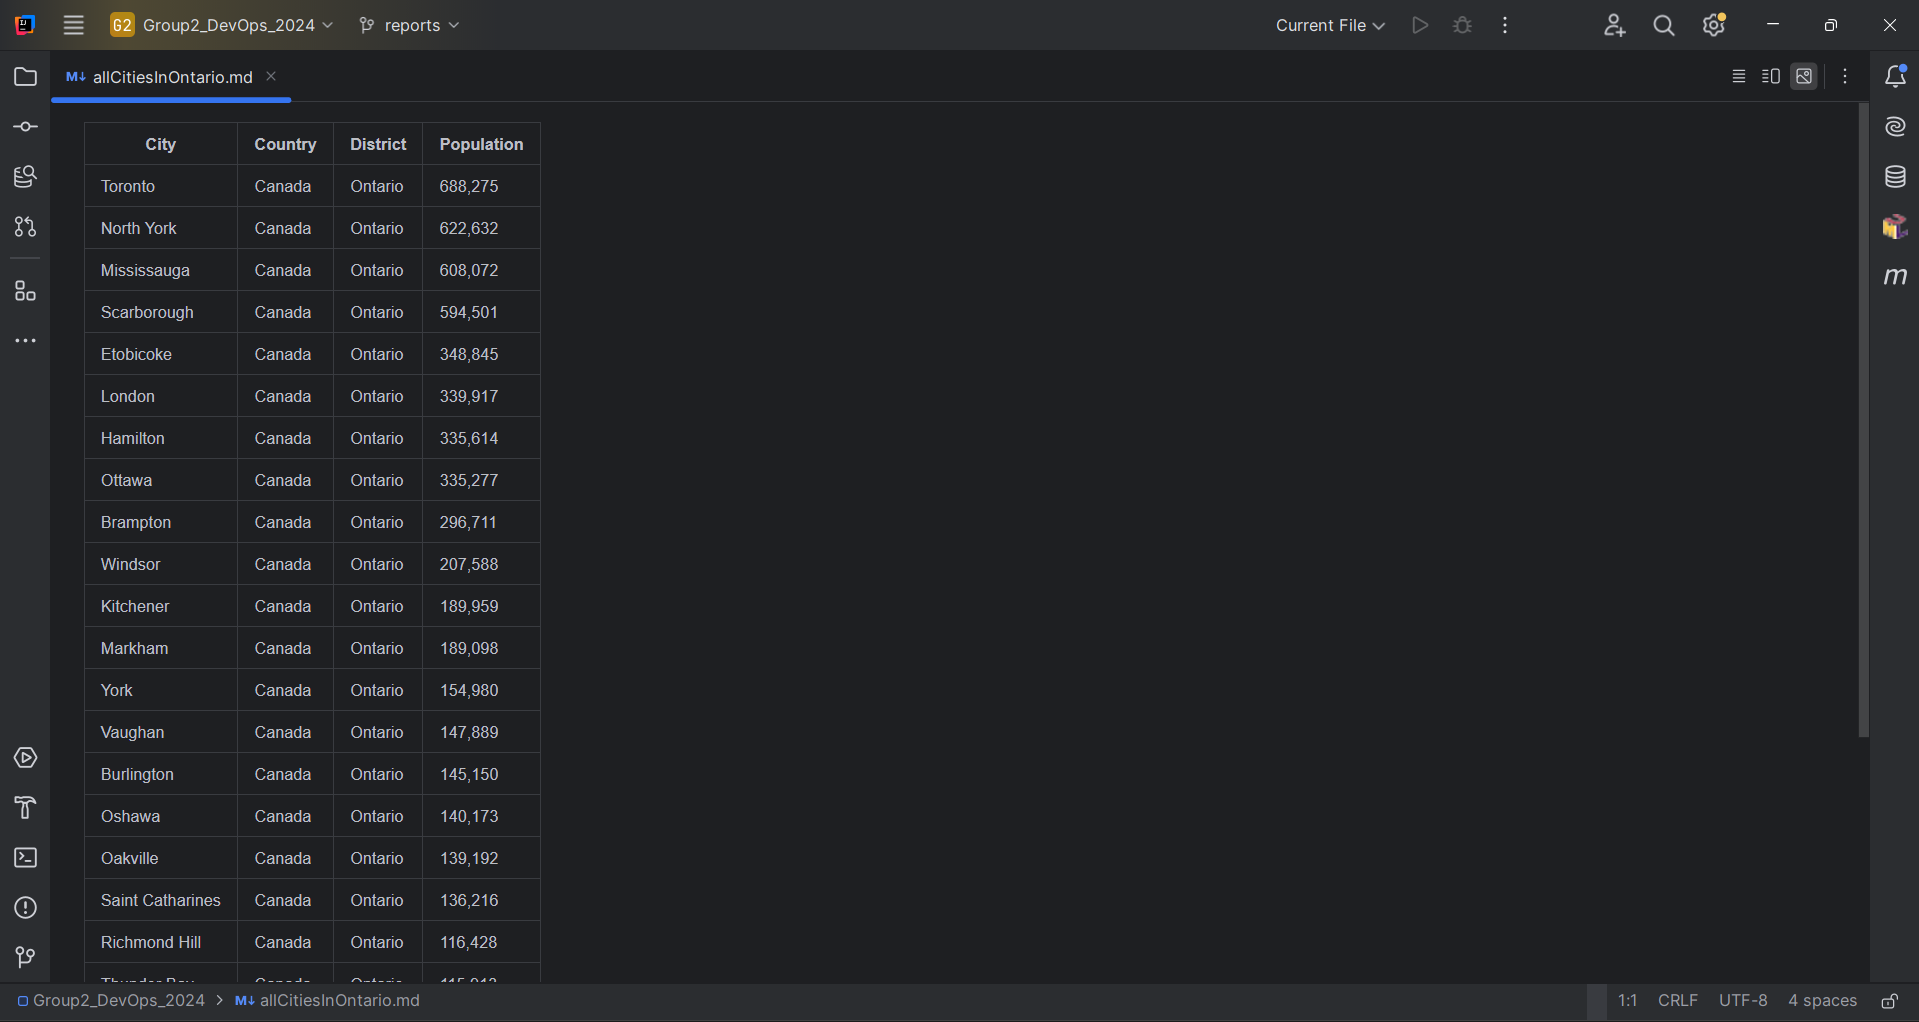 G2 Group2_DevOps_2024 reports Current File
M↓ allCitiesInOntario.md
City Country District Population
Toronto Canada Ontario 688,275
North York Canada Ontario 622,632
Mississauga Canada Ontario 608,072
Scarborough Canada Ontario 594,501
Etobicoke Canada Ontario 348,845
London Canada Ontario 339,917
Hamilton Canada Ontario 335,614
Ottawa Canada Ontario 335,277
Brampton Canada Ontario 296,711
Windsor Canada Ontario 207,588
Kitchener Canada Ontario 189,959
Markham Canada Ontario 189,098
York Canada Ontario 154,980
Vaughan Canada Ontario 147,889
Burlington Canada Ontario 145,150
Oshawa Canada Ontario 140,173
Oakville Canada Ontario 139,192
Saint Catharines Canada Ontario 136,216
Richmond Hill Canada Ontario 116,428
Group2_DevOps_2024 > M↓ allCitiesInOntario.md 1:1 CRLF UTF-8 4 spaces